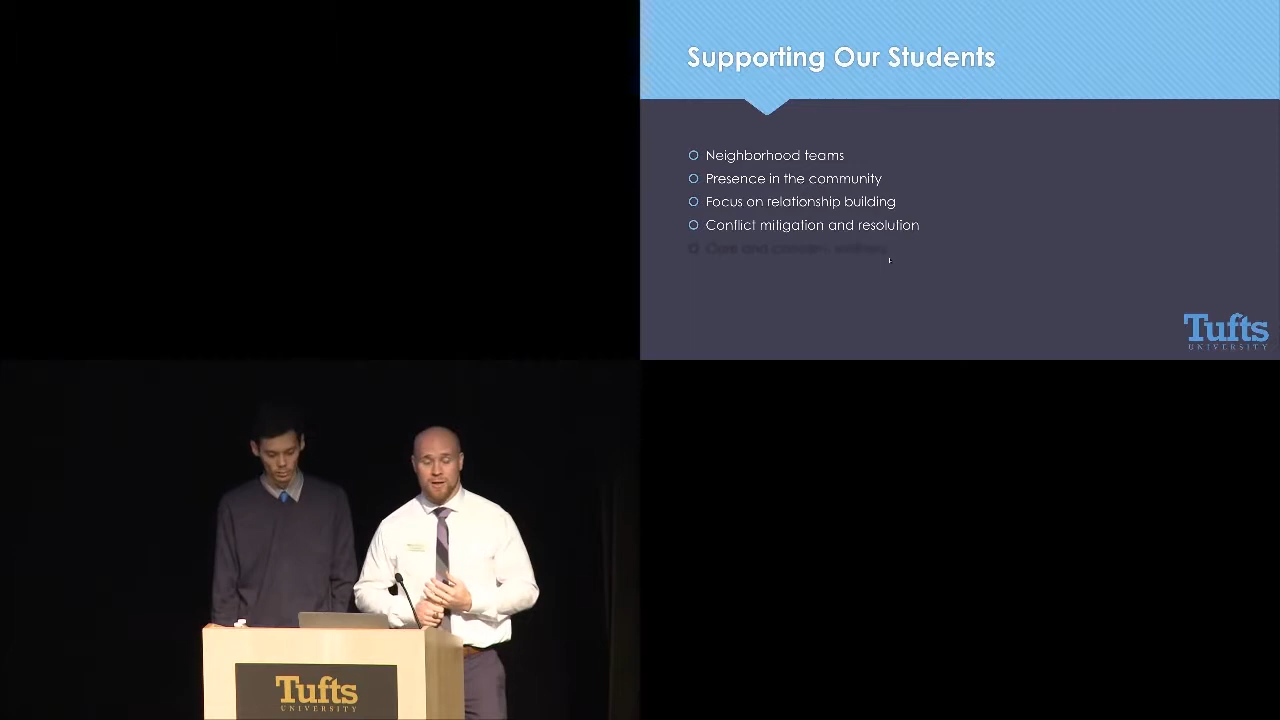 Supporting Our Students
Neighborhood teams
Presence in the community
Focus on relationship building
Conflict mitigation and resolution
Tufts
UNIVERSITY
Tufts
UNIVERSITY